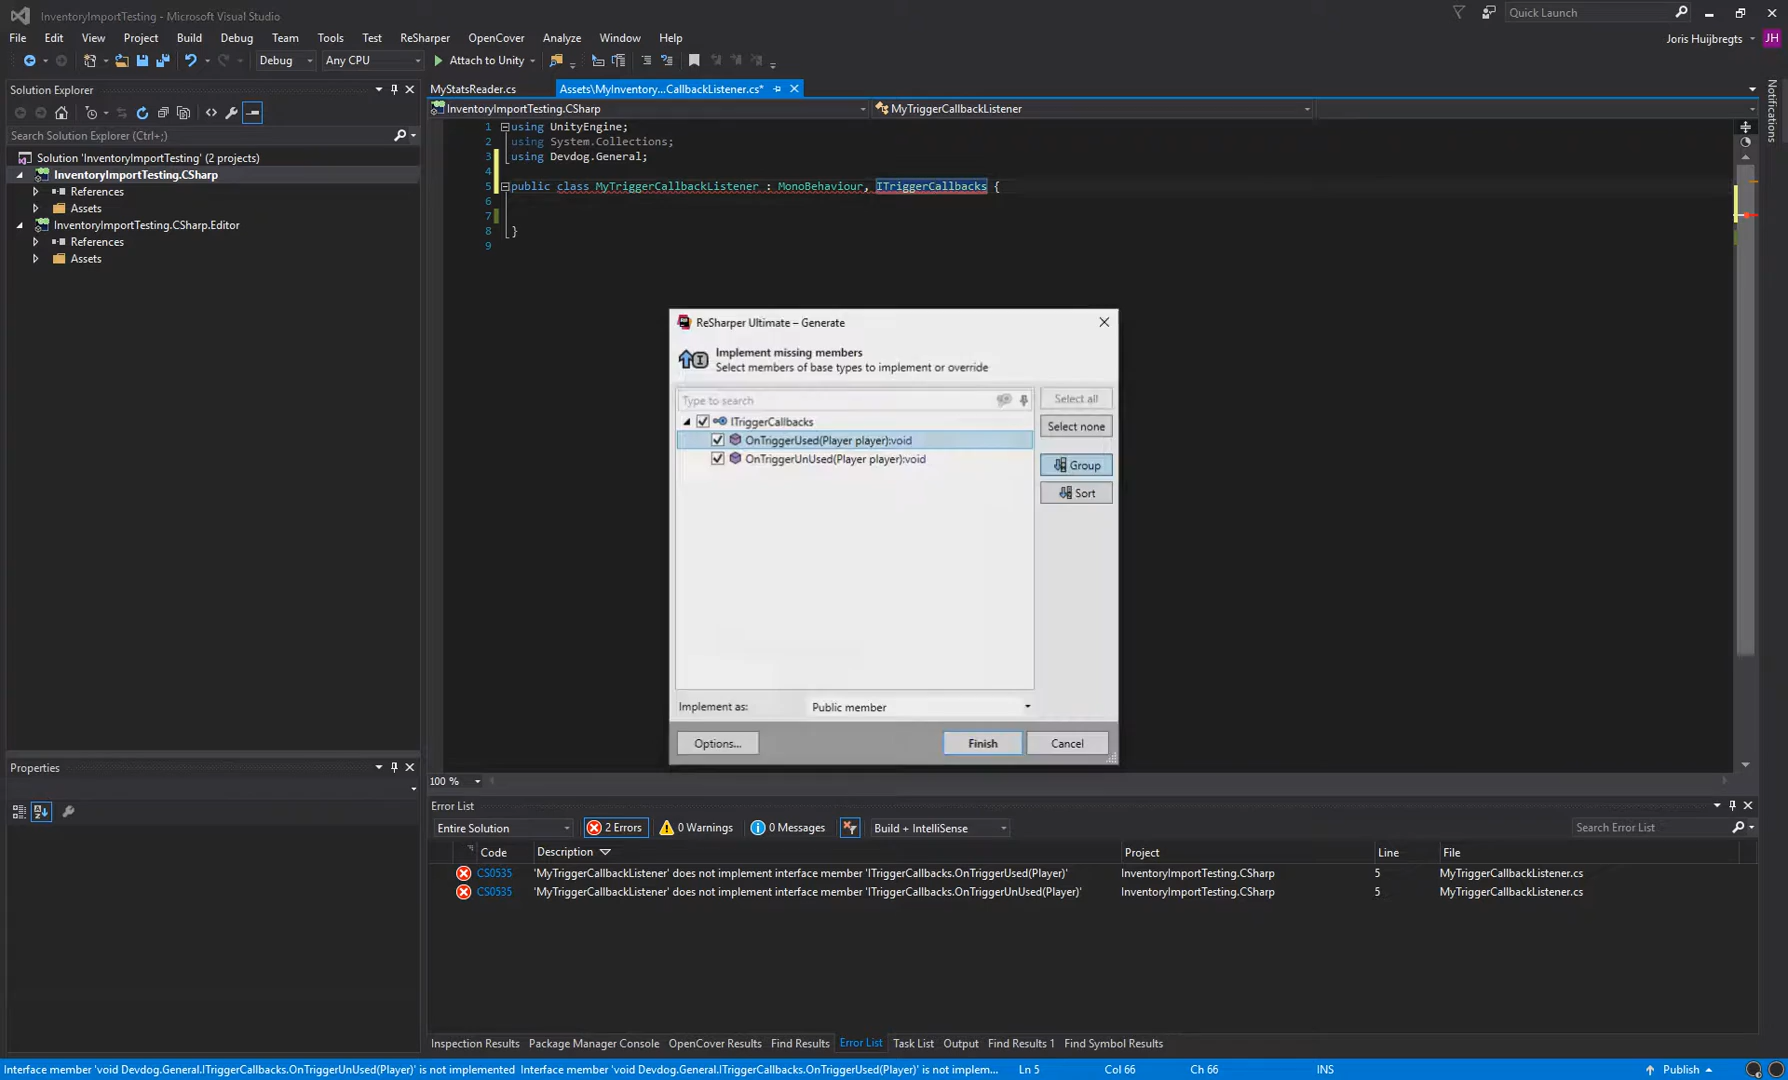 InventoryImportTesting - Microsoft Visual Studio
Quick Launch
File Edit View Project Build Debug Team Tools Test ReSharper OpenCover Analyze Window Help
Joris Huijbregts JH
Debug Any CPU Attach to Unity
Solution Explorer
MyStatsReader.cs Assets\MyInventory...CallbackListener.cs*
Notifications
InventoryImportTesting.CSharp MyTriggerCallbackListener
Search Solution Explorer (Ctrl+;)
Solution 'InventoryImportTesting' (2 projects)
InventoryImportTesting.CSharp
References
Assets
InventoryImportTesting.CSharp.Editor
References
Assets
1 using UnityEngine;
2 using System.Collections;
3 using Devdog.General;
4
5 public class MyTriggerCallbackListener : MonoBehaviour, ITriggerCallbacks {
6
7
8 }
9
ReSharper Ultimate – Generate
Implement missing members
Select members of base types to implement or override
Type to search
Select all
ITriggerCallbacks
Select none
OnTriggerUsed(Player player):void
OnTriggerUnUsed(Player player):void
Group
Sort
Implement as: Public member
Options... Finish Cancel
Properties
100 %
Error List
Entire Solution 2 Errors 0 Warnings 0 Messages Build + IntelliSense Search Error List
Code Description Project Line File
CS0535 'MyTriggerCallbackListener' does not implement interface member 'ITriggerCallbacks.OnTriggerUsed(Player)' InventoryImportTesting.CSharp 5 MyTriggerCallbackListener.cs
CS0535 'MyTriggerCallbackListener' does not implement interface member 'ITriggerCallbacks.OnTriggerUnUsed(Player)' InventoryImportTesting.CSharp 5 MyTriggerCallbackListener.cs
Inspection Results Package Manager Console OpenCover Results Find Results Error List Task List Output Find Results 1 Find Symbol Results
Interface member 'void Devdog.General.ITriggerCallbacks.OnTriggerUnUsed(Player)' is not implemented Interface member 'void Devdog.General.ITriggerCallbacks.OnTriggerUsed(Player)' is not implem... Ln 5 Col 66 Ch 66 INS Publish